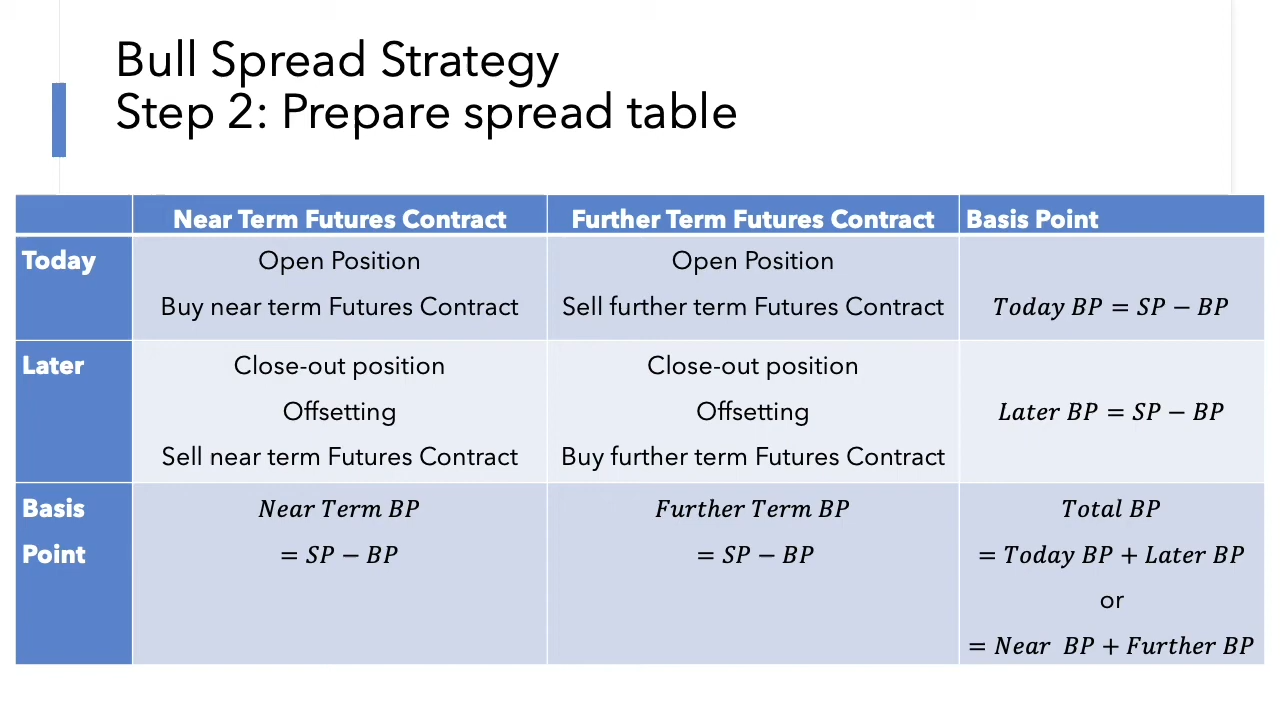 Bull Spread Strategy
Step 2: Prepare spread table
Near Term Futures Contract
Further Term Futures Contract
Basis Point
Today
Open Position
Buy near term Futures Contract
Open Position
Sell further term Futures Contract
Today BP = SP − BP
Later
Close-out position
Offsetting
Sell near term Futures Contract
Close-out position
Offsetting
Buy further term Futures Contract
Later BP = SP − BP
Basis
Point
Near Term BP
= SP − BP
Further Term BP
= SP − BP
Total BP
= Today BP + Later BP
or
= Near BP + Further BP